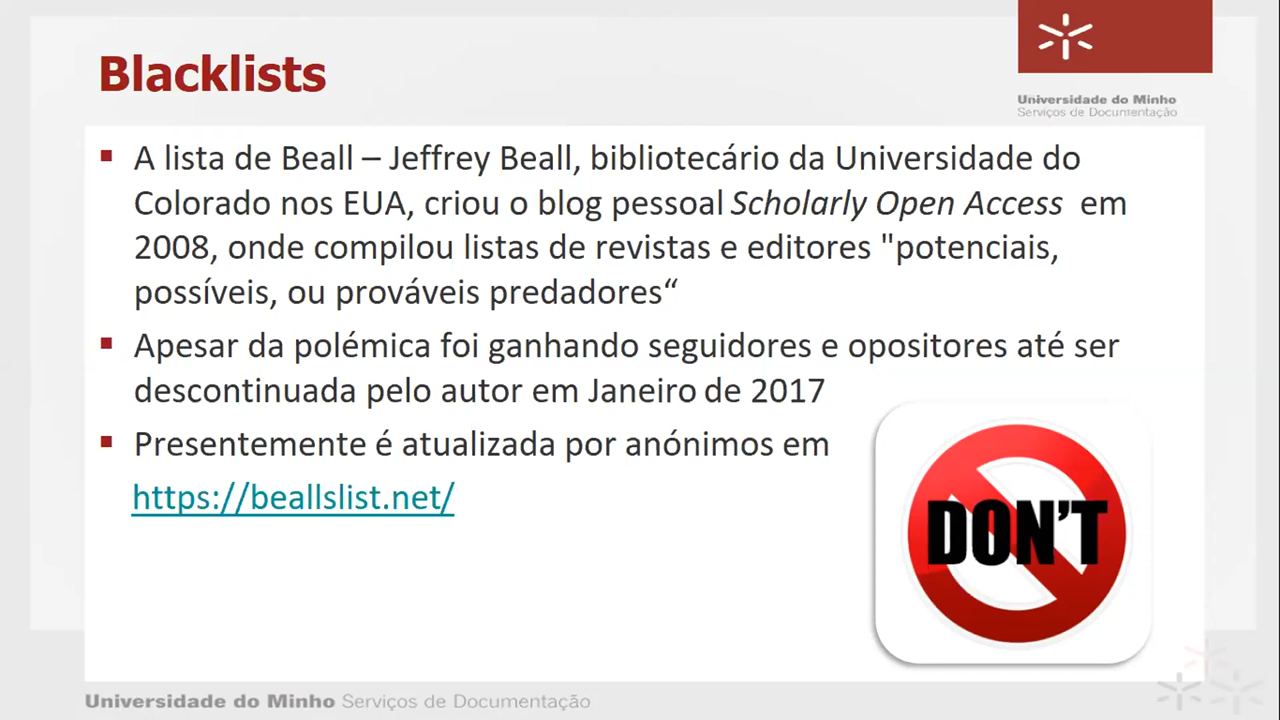 Blacklists
Universidade do Minho
Serviços de Documentação
▪ A lista de Beall – Jeffrey Beall, bibliotecário da Universidade do
Colorado nos EUA, criou o blog pessoal Scholarly Open Access em
2008, onde compilou listas de revistas e editores "potenciais,
possíveis, ou prováveis predadores“
▪ Apesar da polémica foi ganhando seguidores e opositores até ser
descontinuada pelo autor em Janeiro de 2017
▪ Presentemente é atualizada por anónimos em
https://beallslist.net/
DON'T
Universidade do Minho Serviços de Documentação